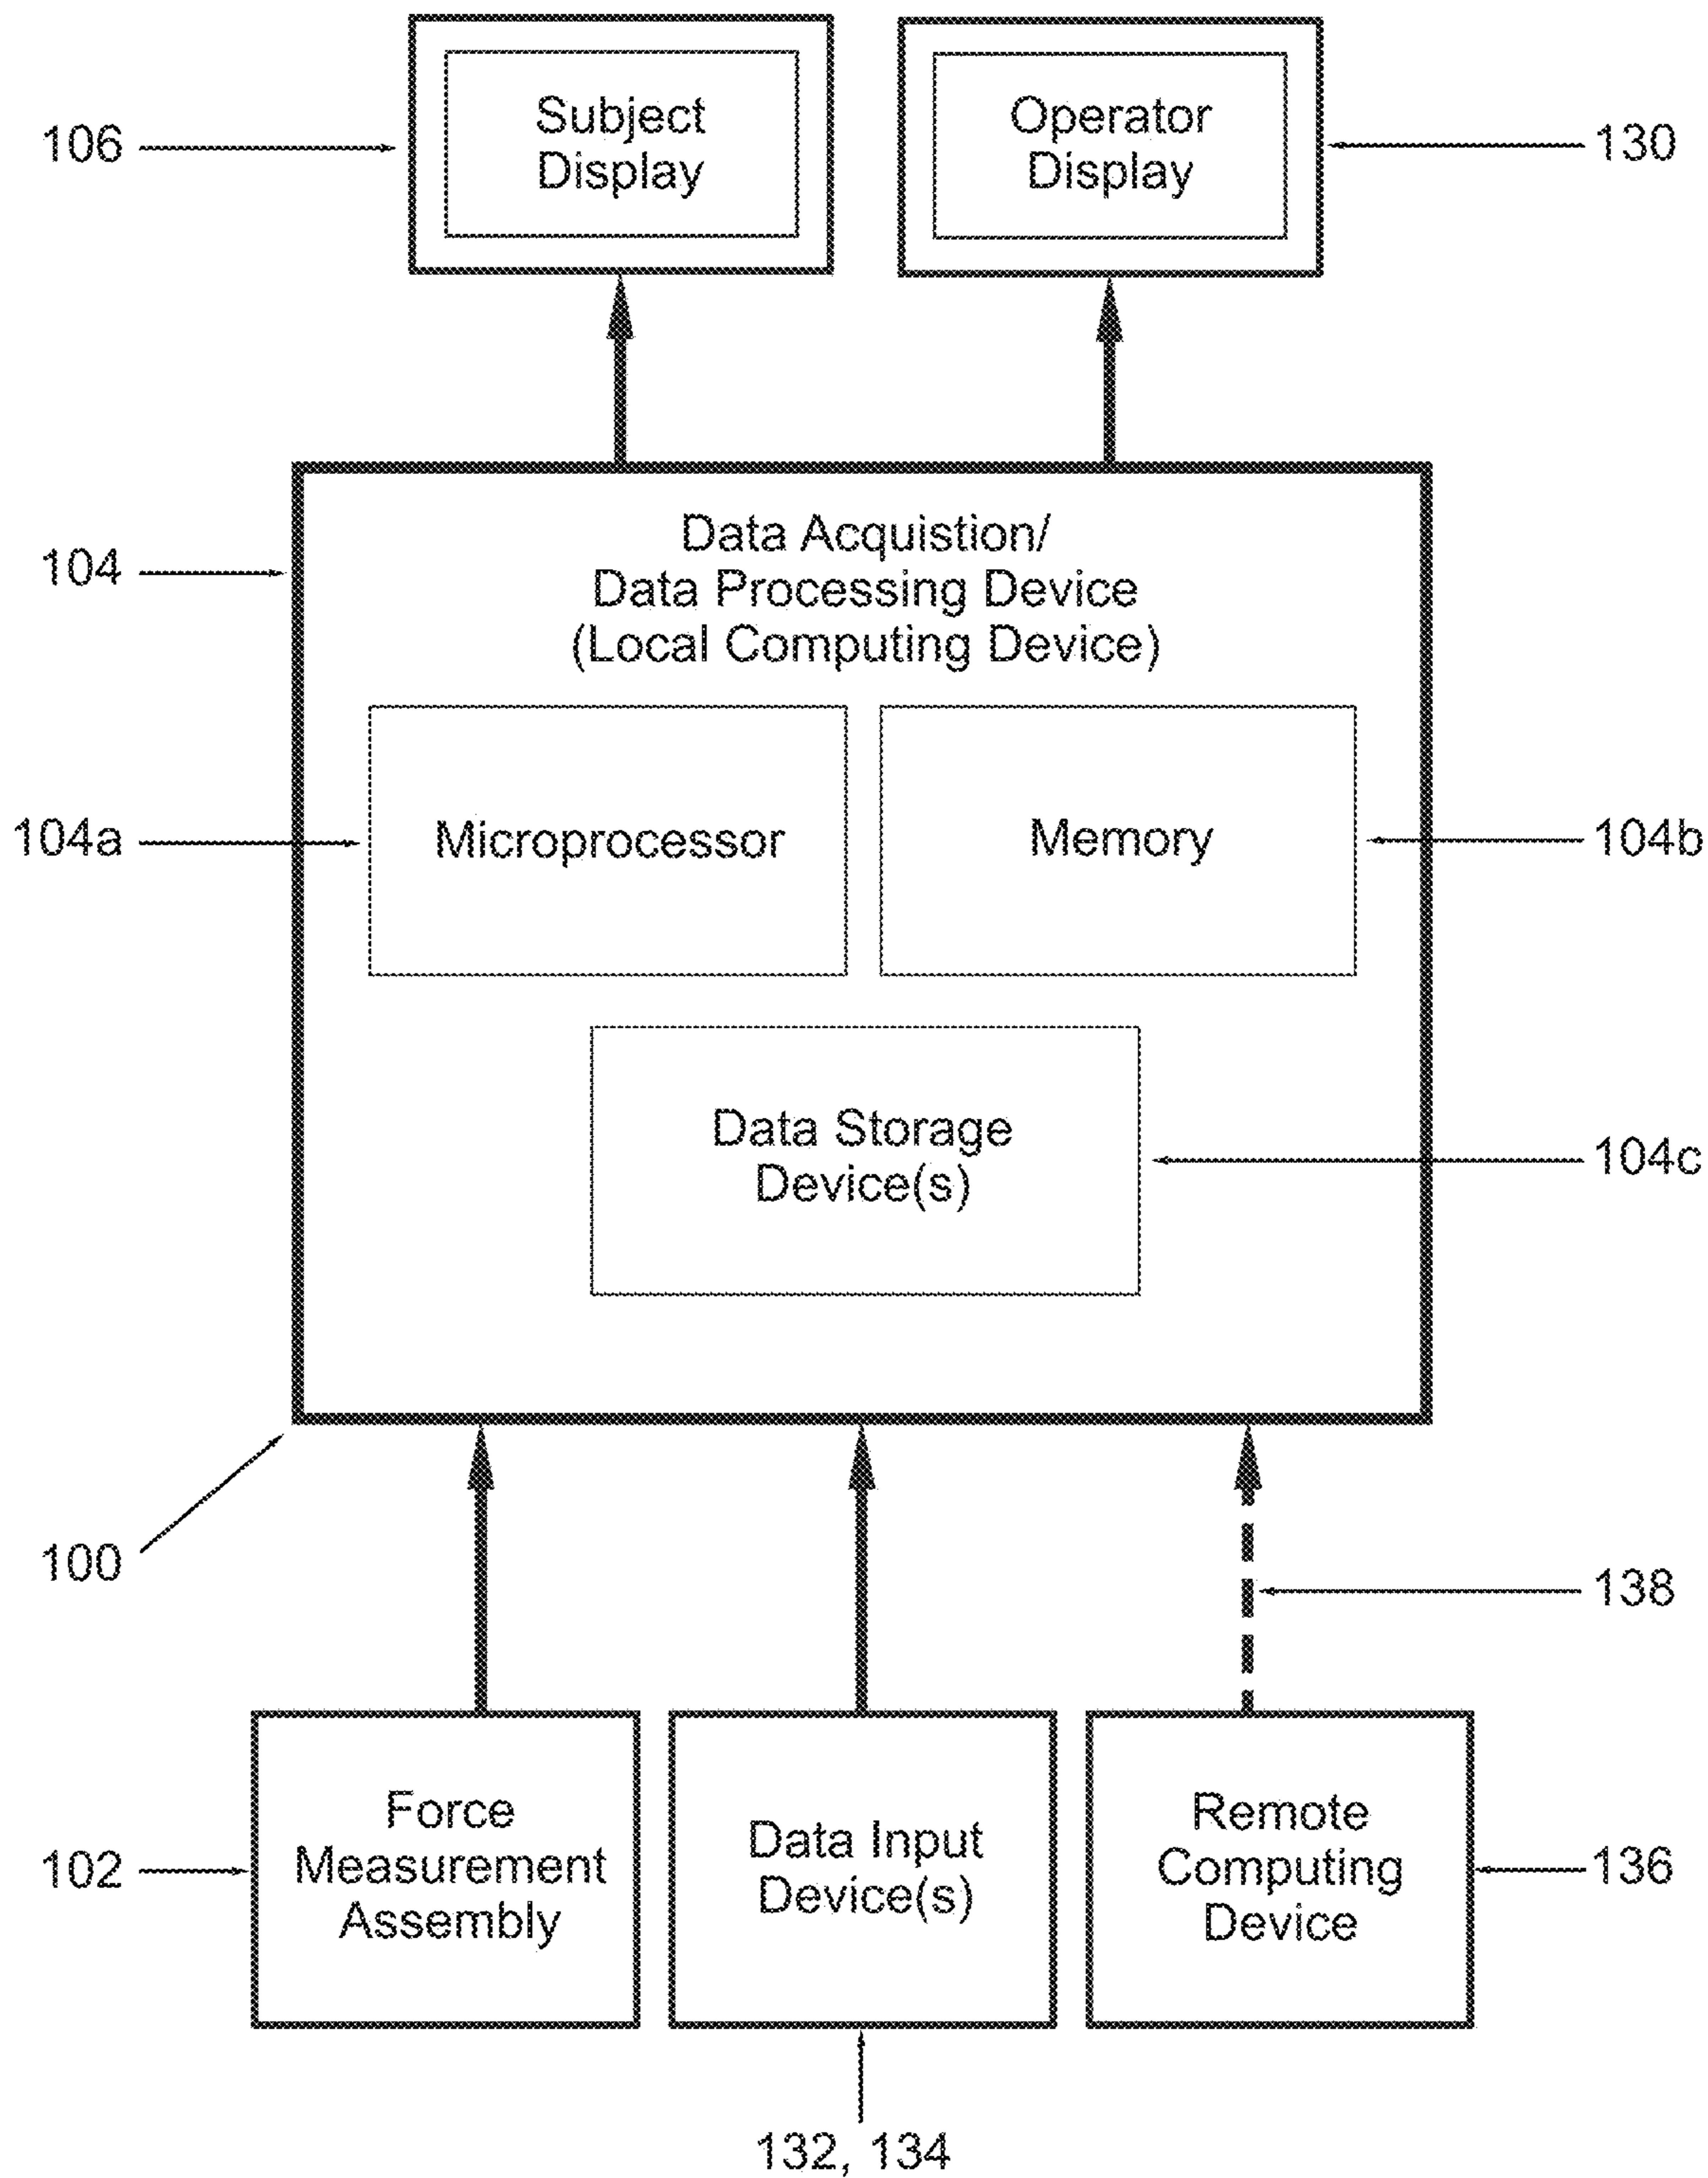 Subject
Display
Operator
Display
106
130
Data Acquistion/
Data Processing Device
(Local Computing Device)
104
Microprocessor
Memory
104a
104b
Data Storage
Device(s)
104c
100
138
Force
Measurement
Assembly
Data Input
Device(s)
Remote
Computing
Device
102
136
132, 134